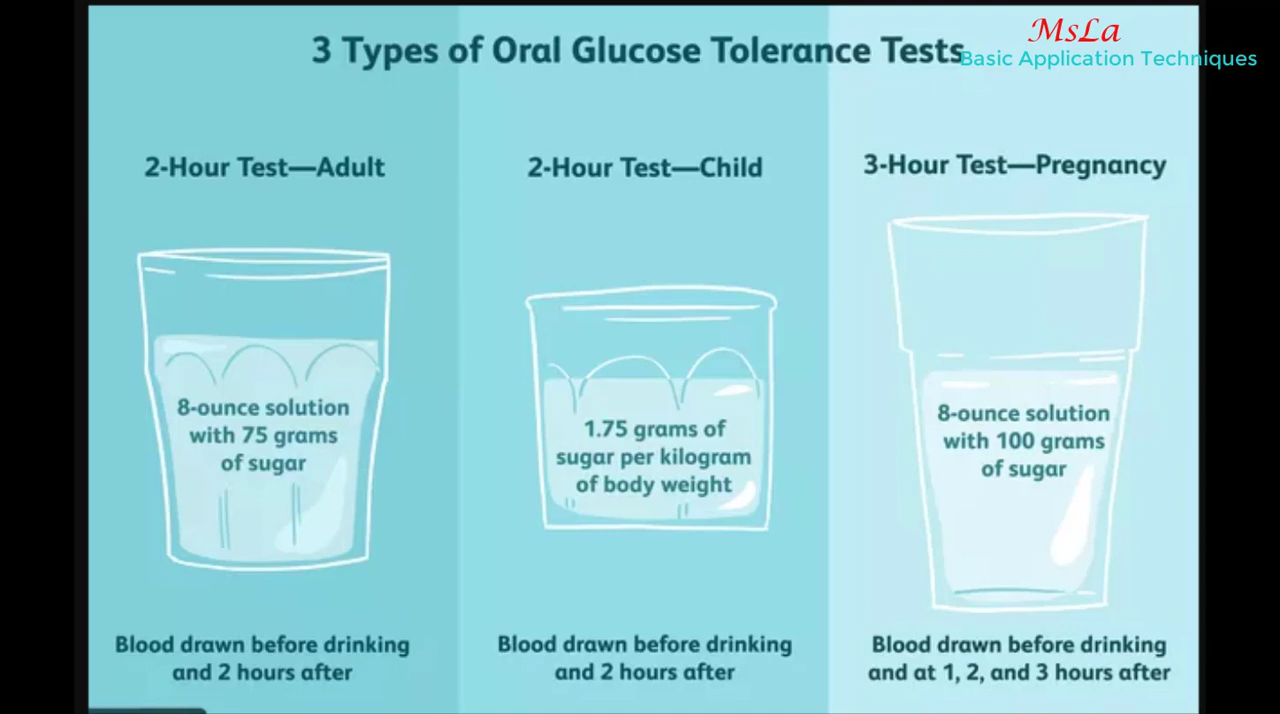 3 Types of Oral Glucose Tolerance Tests
MsLa
Basic Application Techniques
2-Hour Test—Adult
8-ounce solution
with 75 grams
of sugar
Blood drawn before drinking
and 2 hours after
2-Hour Test—Child
1.75 grams of
sugar per kilogram
of body weight
Blood drawn before drinking
and 2 hours after
3-Hour Test—Pregnancy
8-ounce solution
with 100 grams
of sugar
Blood drawn before drinking
and at 1, 2, and 3 hours after